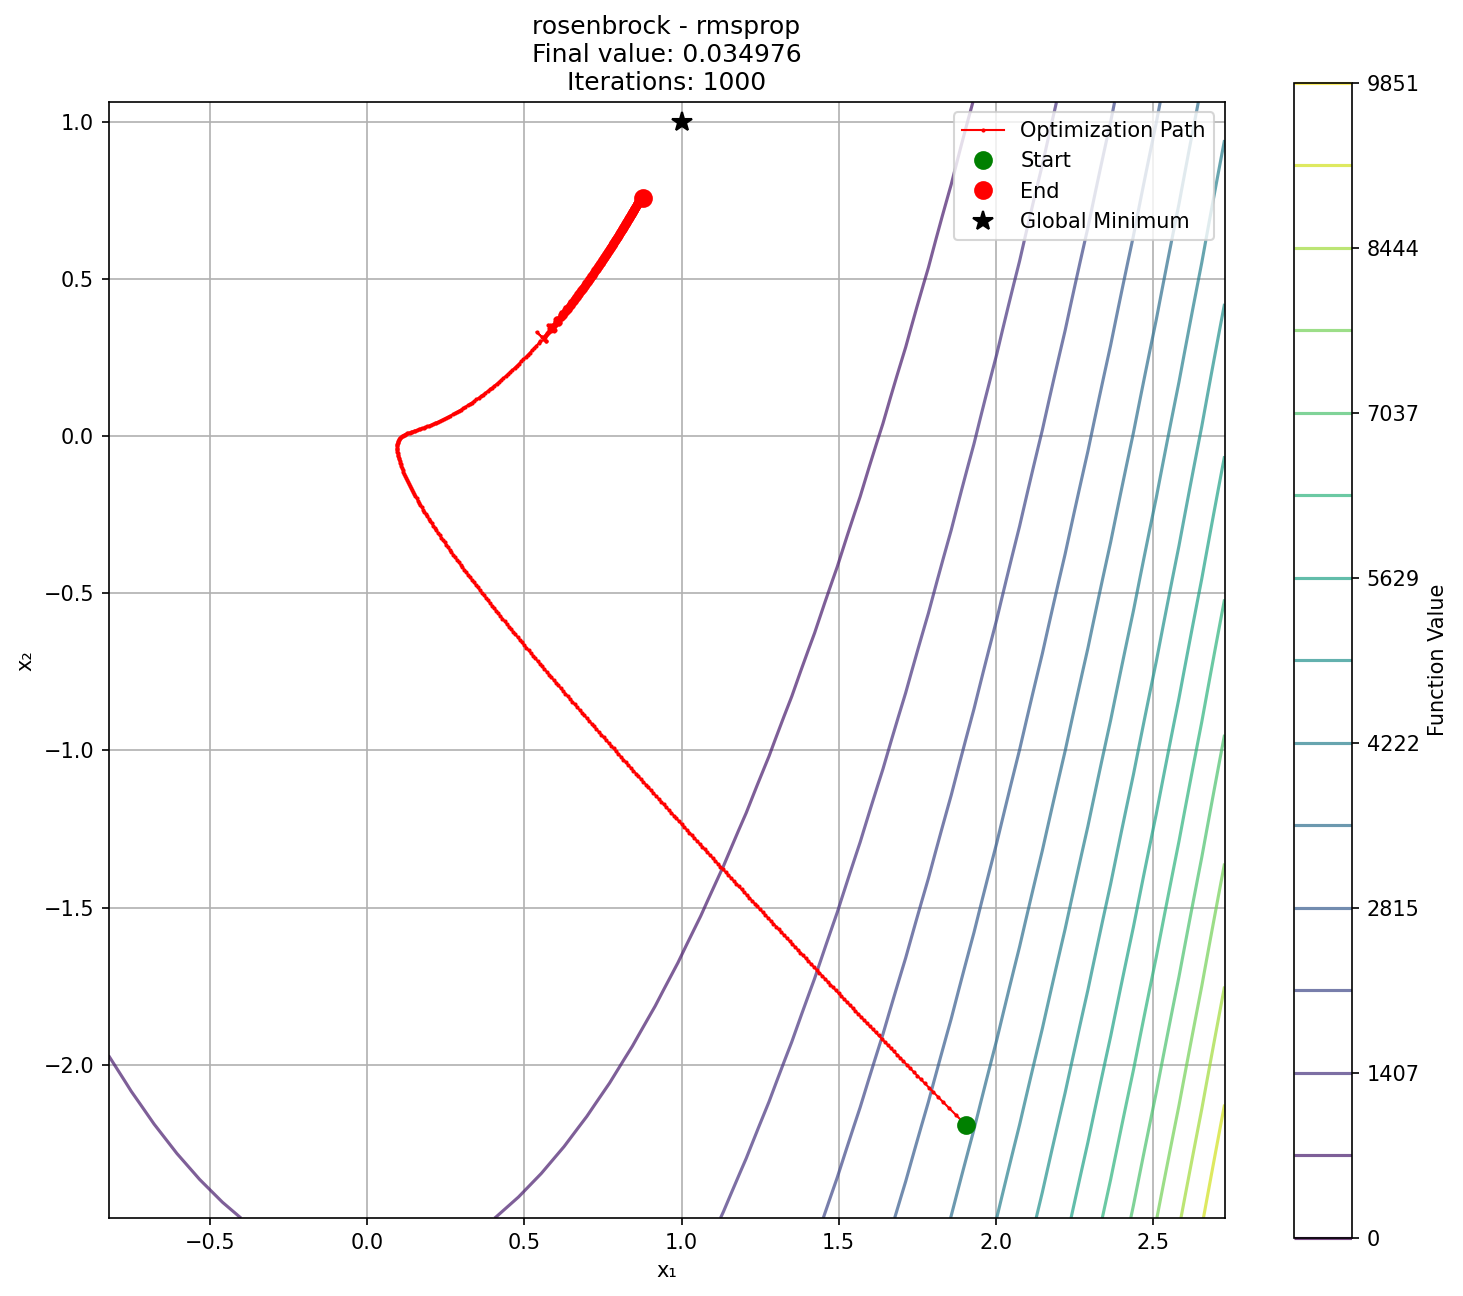 rosenbrock - rmsprop
Final value: 0.034976
Iterations: 1000
Optimization Path
Start
End
Global Minimum
1.0
0.5
0.0
−0.5
−1.0
−1.5
−2.0
x₂
−0.5
0.0
0.5
1.0
1.5
2.0
2.5
x₁
9851
8444
7037
5629
4222
2815
1407
0
Function Value